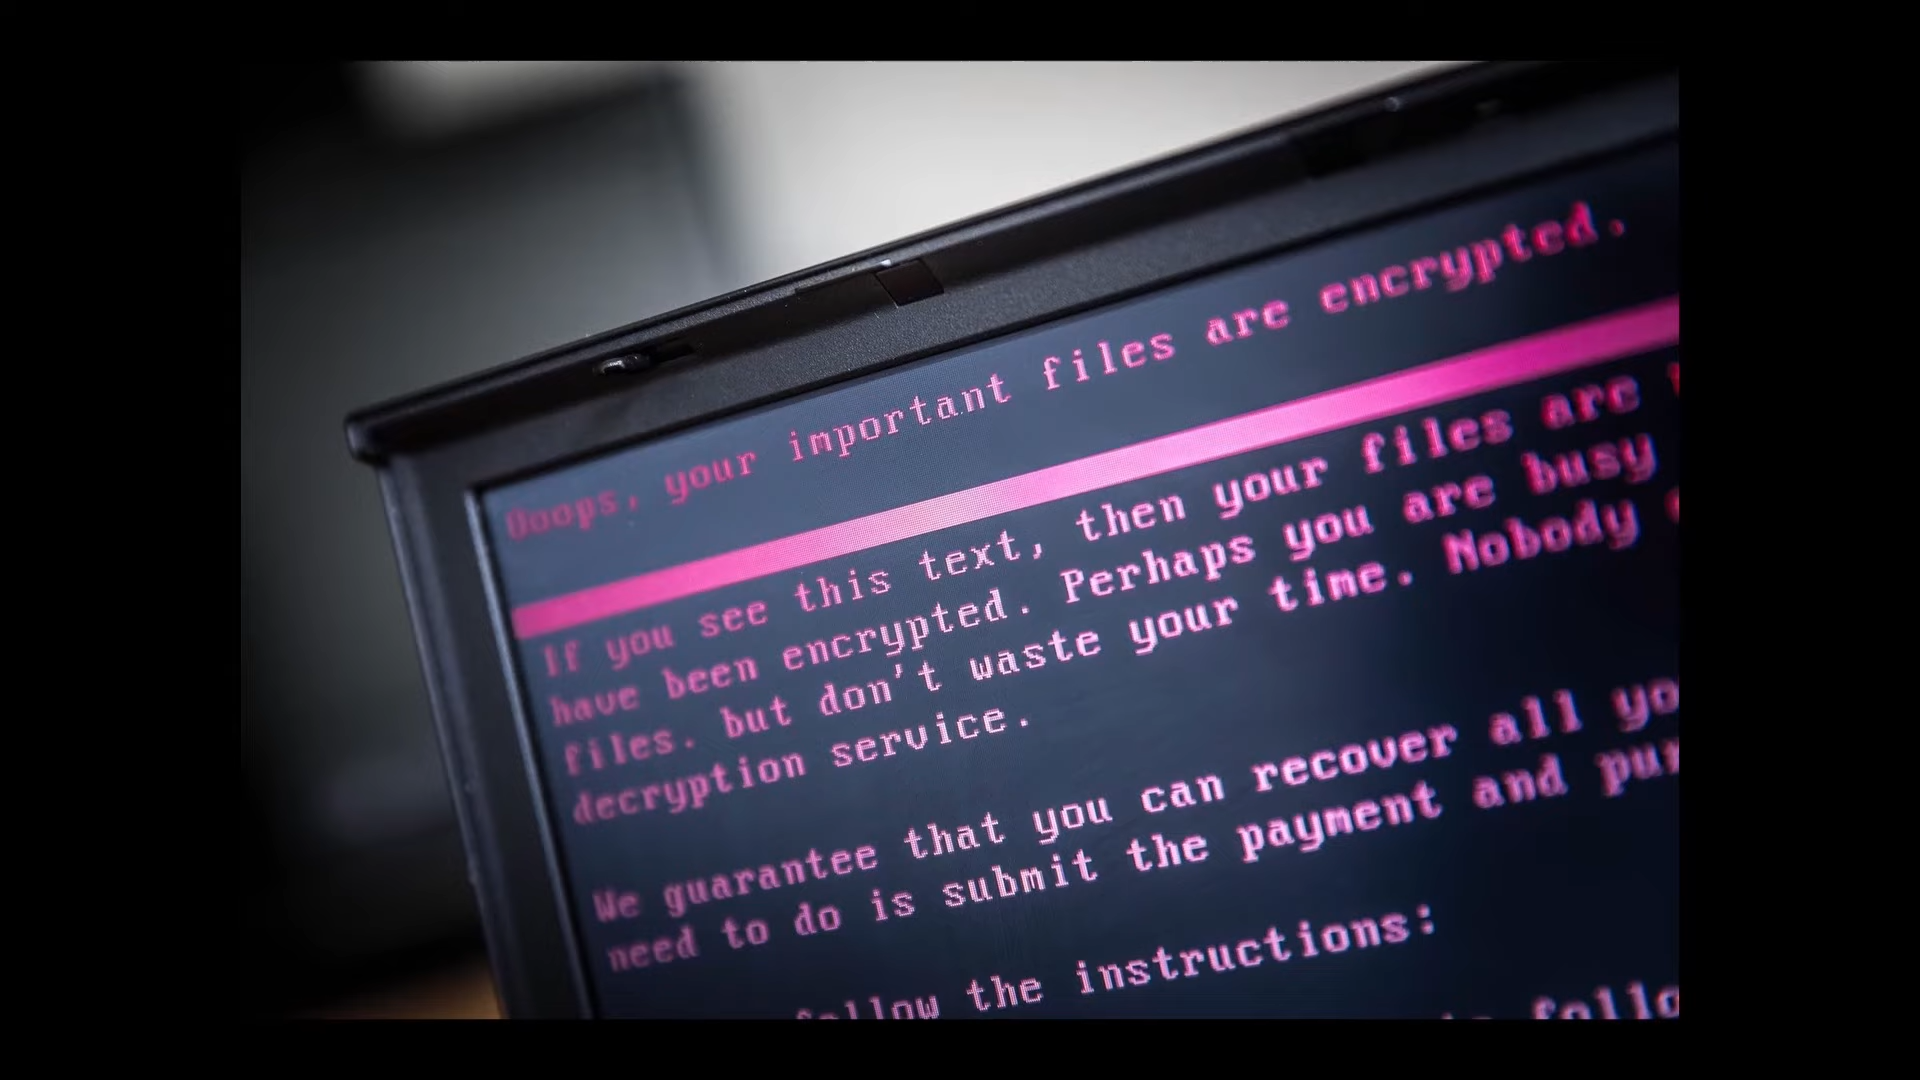 Ooops, your important files are encrypted.
If you see this text, then your files are
have been encrypted. Perhaps you are busy
files. but don't waste your time. Nobody
decryption service.
We guarantee that you can recover all yo
need to do is submit the payment and pur
follow the instructions:
follo